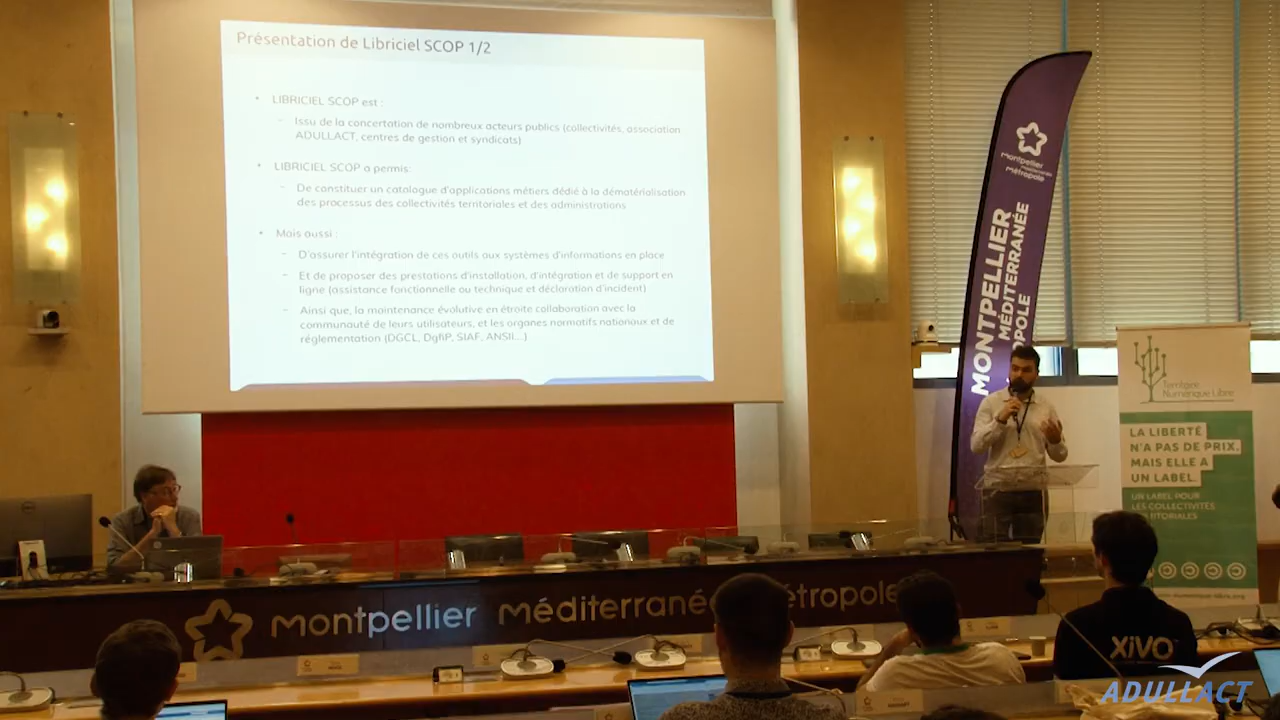 Présentation de Libriciel SCOP 1/2
• LIBRICIEL SCOP est :
– Issu de la concertation de nombreux acteurs publics (collectivités, association
ADULLACT, centres de gestion et syndicats)
• LIBRICIEL SCOP a permis:
– De constituer un catalogue d'applications métiers dédié à la dématérialisation
des processus des collectivités territoriales et des administrations
• Mais aussi :
– D'assurer l'intégration de ces outils aux systèmes d'informations en place
– Et de proposer des prestations d'installation, d'intégration et de support en
ligne (assistance fonctionnelle ou technique et déclaration d'incident)
– Ainsi que, la maintenance évolutive en étroite collaboration avec la
communauté de leurs utilisateurs, et les organes normatifs nationaux et de
réglementation (DGCL, DgfiP, SIAF, ANSII...)
montpellier
méditerranée
métropole
MONTPELLIER
MÉDITERRANÉE
OPOLE
Territoire
Numérique Libre
LA LIBERTÉ
N'A PAS DE PRIX.
MAIS ELLE A
UN LABEL.
UN LABEL POUR
LES COLLECTIVITÉS
ITORIALES
montpellier méditerrané étropole
XiVO
ADULLACT